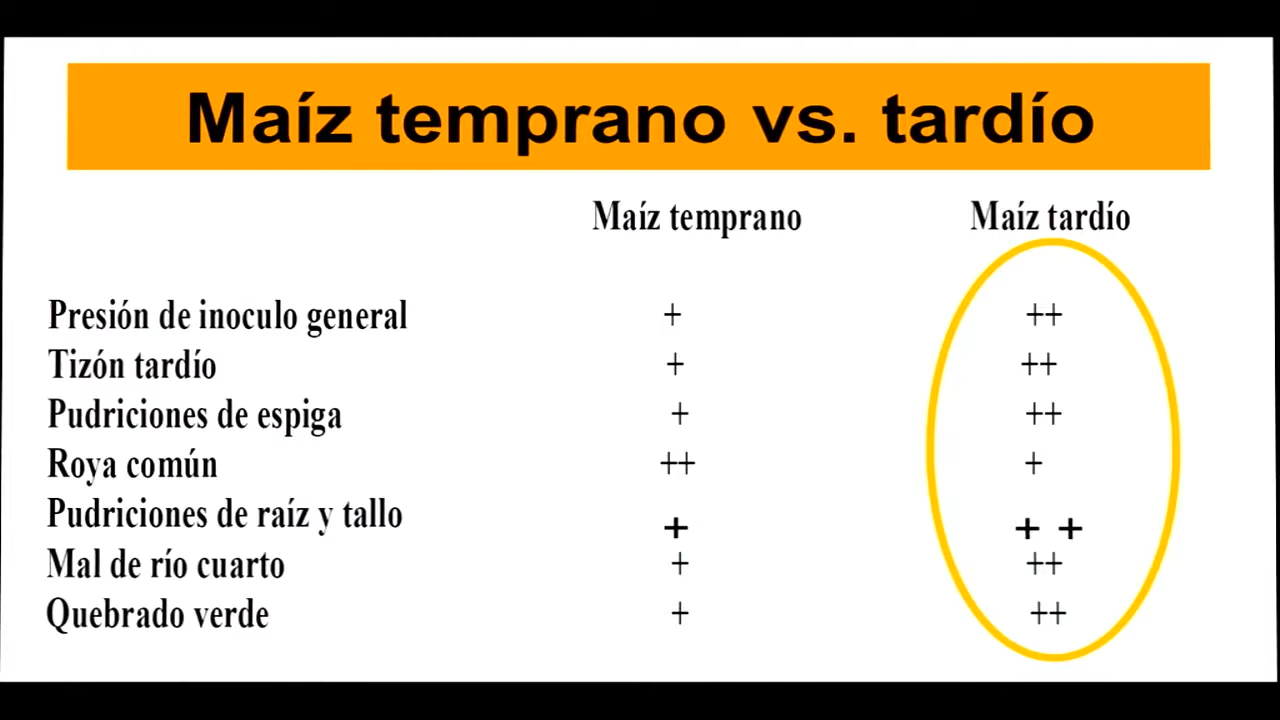 Maíz temprano vs. tardío
Maíz temprano Maíz tardío
Presión de inoculo general + ++
Tizón tardío + ++
Pudriciones de espiga + ++
Roya común ++ +
Pudriciones de raíz y tallo + + +
Mal de río cuarto + ++
Quebrado verde + ++